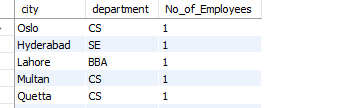 city department No_of_Employees
Oslo CS 1
Hyderabad SE 1
Lahore BBA 1
Multan CS 1
Quetta CS 1